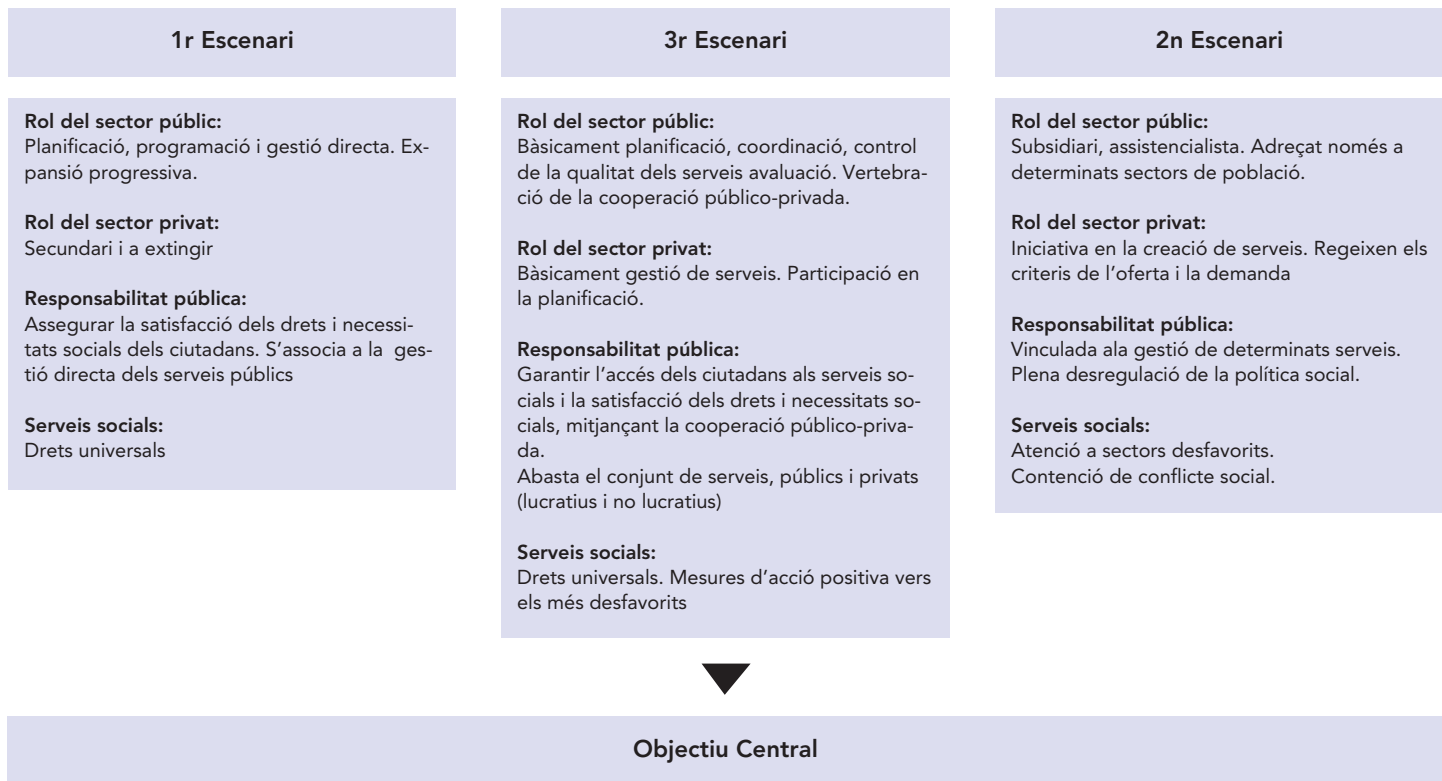 1r Escenari
Rol del sector públic:
Planificació, programació i gestió directa. Ex-
pansió progressiva.
Rol del sector privat:
Secundari i a extingir
Responsabilitat pública:
Assegurar la satisfacció dels drets i necessi-
tats socials dels ciutadans. S’associa a la  ges-
tió directa dels serveis públics
Serveis socials:
Drets universals
3r Escenari
Rol del sector públic:
Bàsicament planificació, coordinació, control
de la qualitat dels serveis avaluació. Vertebra-
ció de la cooperació público-privada.
Rol del sector privat:
Bàsicament gestió de serveis. Participació en
la planificació.
Responsabilitat pública:
Garantir l’accés dels ciutadans als serveis so-
cials i la satisfacció dels drets i necessitats so-
cials, mitjançant la cooperació público-priva-
da.
Abasta el conjunt de serveis, públics i privats
(lucratius i no lucratius)
Serveis socials:
Drets universals. Mesures d’acció positiva vers
els més desfavorits
2n Escenari
Rol del sector públic:
Subsidiari, assistencialista. Adreçat només a
determinats sectors de població.
Rol del sector privat:
Iniciativa en la creació de serveis. Regeixen els
criteris de l’oferta i la demanda
Responsabilitat pública:
Vinculada ala gestió de determinats serveis.
Plena desregulació de la política social.
Serveis socials:
Atenció a sectors desfavorits.
Contenció de conflicte social.
Objectiu Central